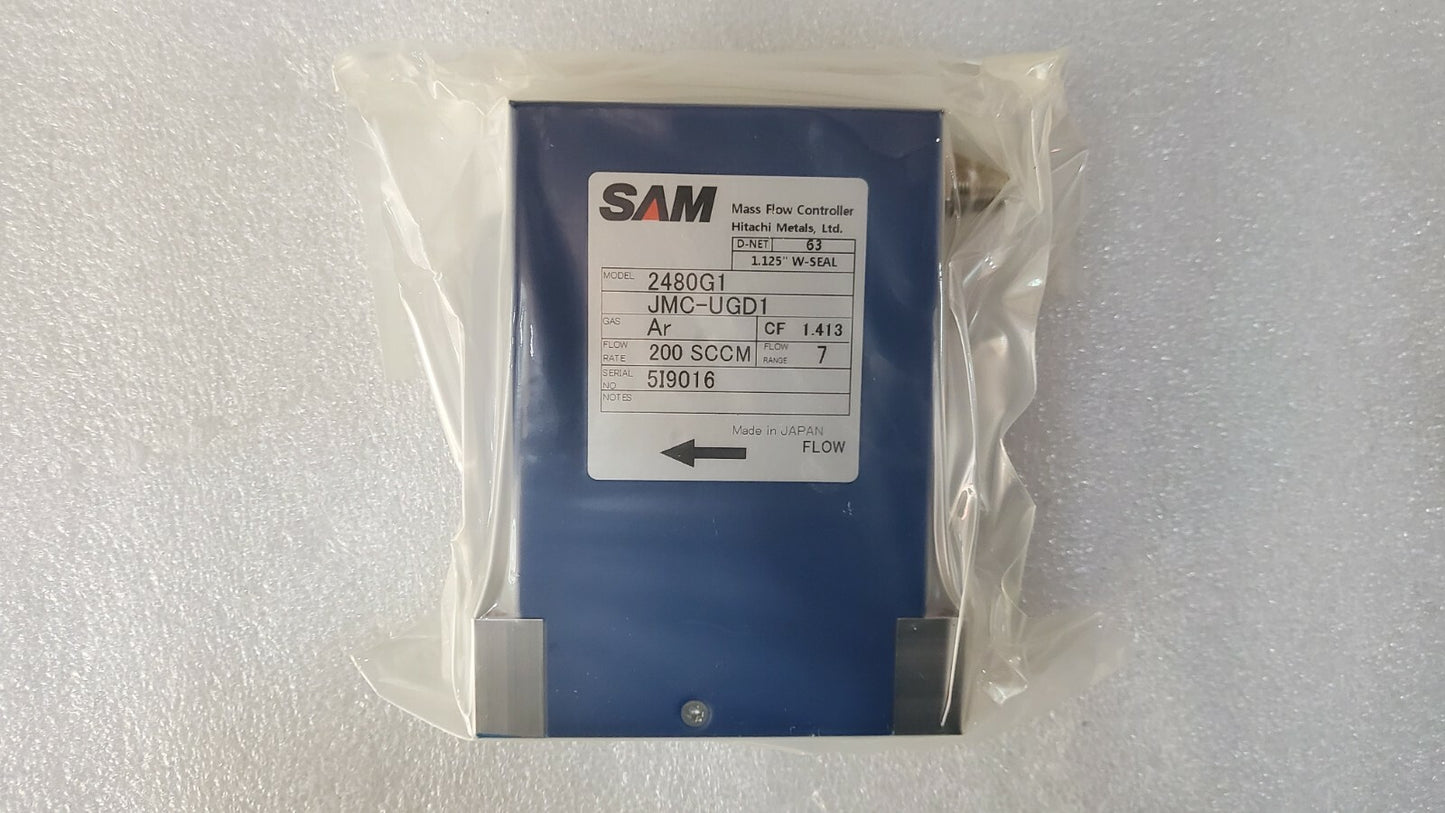 SAM
Mass Flow Controller
Hitachi Metals, Ltd.
D-NET 63
1.125" W-SEAL
MODEL 2480G1
JMC-UGD1
GAS Ar CF 1.413
FLOW RATE 200 SCCM FLOW RANGE 7
SERIAL NO 5I9016
NOTES
Made in JAPAN
FLOW